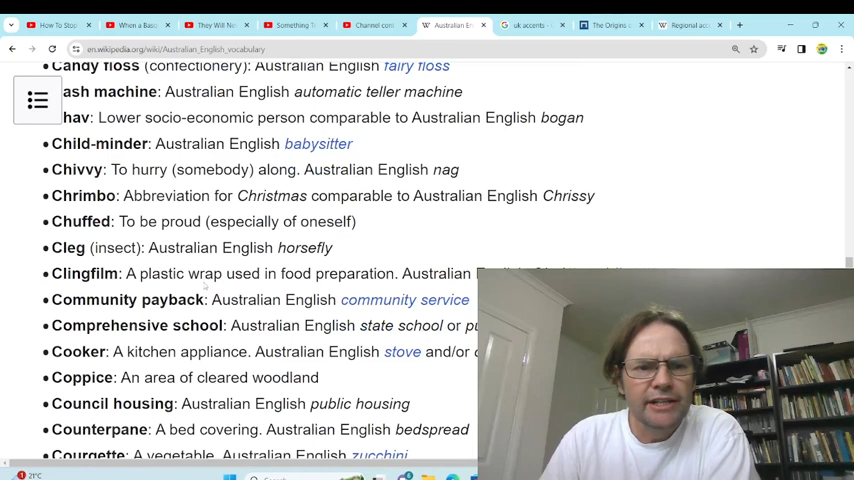 How To Stop
When a Bas
They Will Ne
Something T
Channel con
Australian En
uk accents - G
The Origins o
Regional acc
en.wikipedia.org/wiki/Australian_English_vocabulary
Candy floss (confectionery): Australian English fairy floss
ash machine: Australian English automatic teller machine
hav: Lower socio-economic person comparable to Australian English bogan
Child-minder: Australian English babysitter
Chivvy: To hurry (somebody) along. Australian English nag
Chrimbo: Abbreviation for Christmas comparable to Australian English Chrissy
Chuffed: To be proud (especially of oneself)
Cleg (insect): Australian English horsefly
Clingfilm: A plastic wrap used in food preparation. Australian
Community payback: Australian English community service
Comprehensive school: Australian English state school or pu
Cooker: A kitchen appliance. Australian English stove and/or
Coppice: An area of cleared woodland
Council housing: Australian English public housing
Counterpane: A bed covering. Australian English bedspread
Courgette: A vegetable. Australian English zucchini
21°C
Search